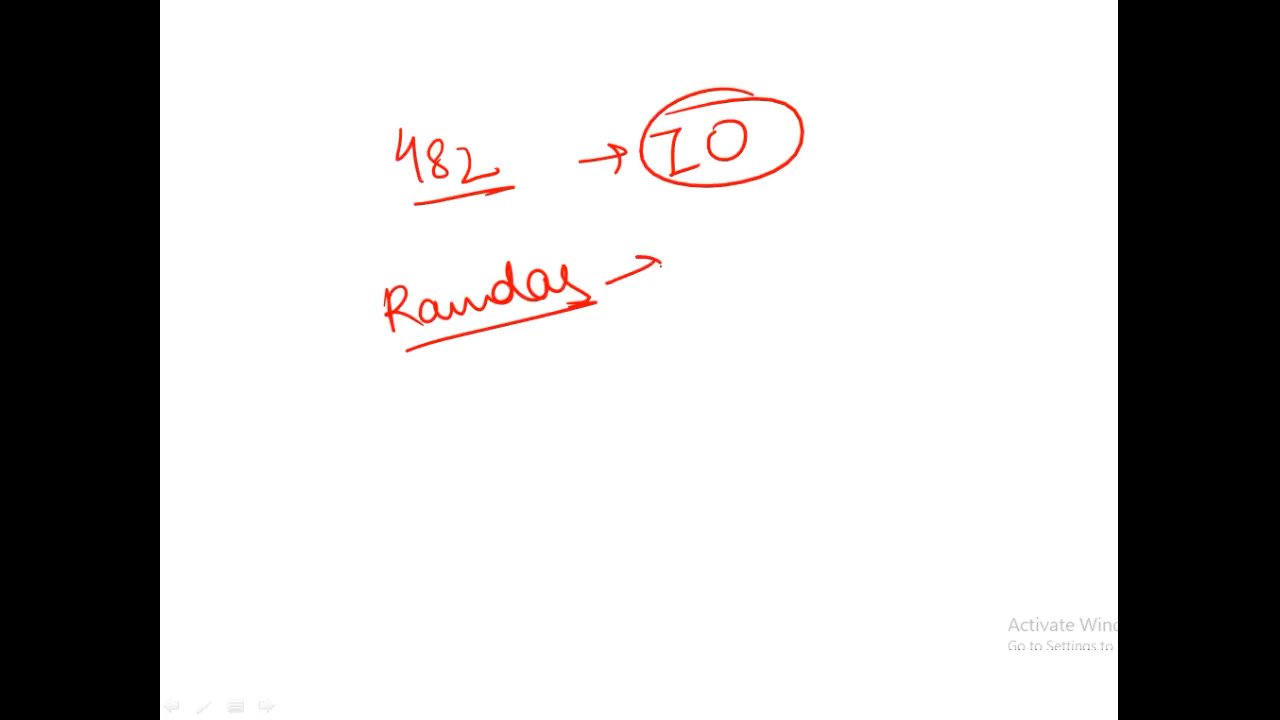 482 → IO
Ramdas →
Activate Wind
Go to Settings to